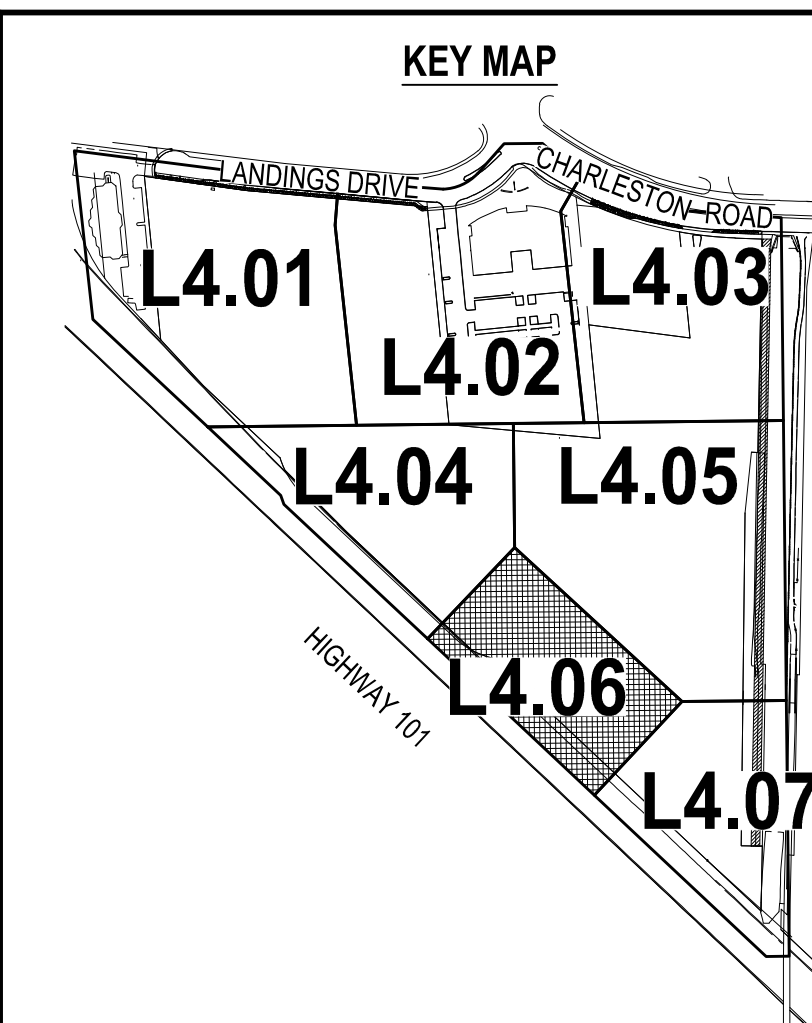 KEY MAP
LANDINGS DRIVE
CHARLESTON ROAD
L4.01
L4.02
L4.03
L4.04
L4.05
L4.06
HIGHWAY 101
L4.07